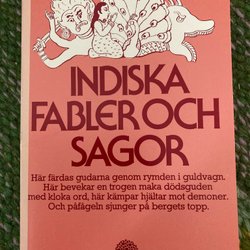 INDISKA
FABLER OCH
SAGOR
Här färdas gudarna genom rymden i guldvagn.
Här bevekar en trogen maka dödsguden
med kloka ord, här kämpar hjältar mot demoner.
Och påfågeln sjunger på bergets topp.